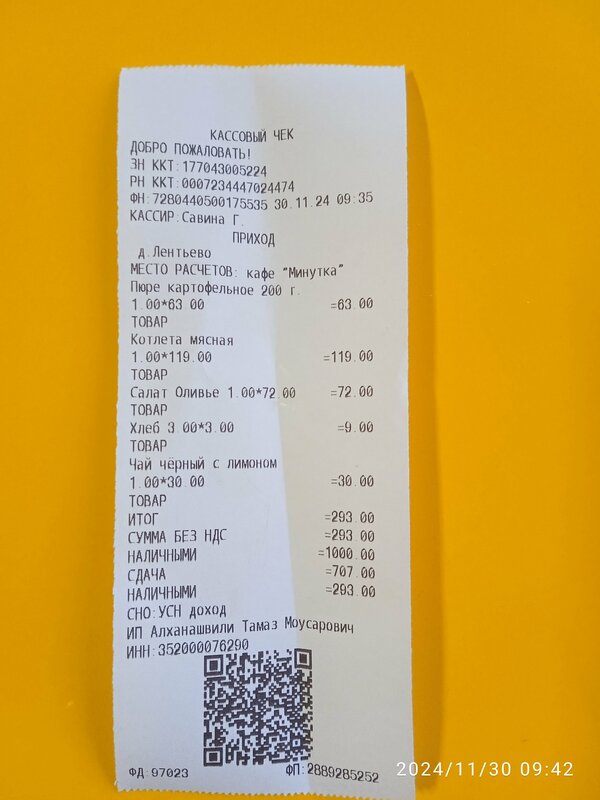 КАССОВЫЙ ЧЕК
ДОБРО ПОЖАЛОВАТЬ!
ЗН ККТ:177043005224
РН ККТ:0007234447024474
ФН:7280440500175535 30.11.24 09:35
КАССИР.Савина Г.
ПРИХОД
д.Лентьево
МЕСТО РАСЧЕТОВ: кафе "Минутка"
Пюре картофельное 200 г.
1.00*63 00 =63.00
ТОВАР
Котлета мясная
1.00*119.00 =119.00
ТОВАР
Салат Оливье 1.00*72.00 =72.00
ТОВАР
Хлеб 3.00*3.00 =9.00
ТОВАР
Чай чёрный с лимоном
1.00*30.00 =30.00
ТОВАР
ИТОГ =293.00
СУММА БЕЗ НДС =293.00
НАЛИЧНЫМИ =1000.00
СДАЧА =707.00
НАЛИЧНЫМИ =293.00
СНО:УСН доход
ИП Алханашвили Тамаз Моусарович
ИНН:352000076290
ФД:97023 ФП:2889285252
2024/11/30 09:42